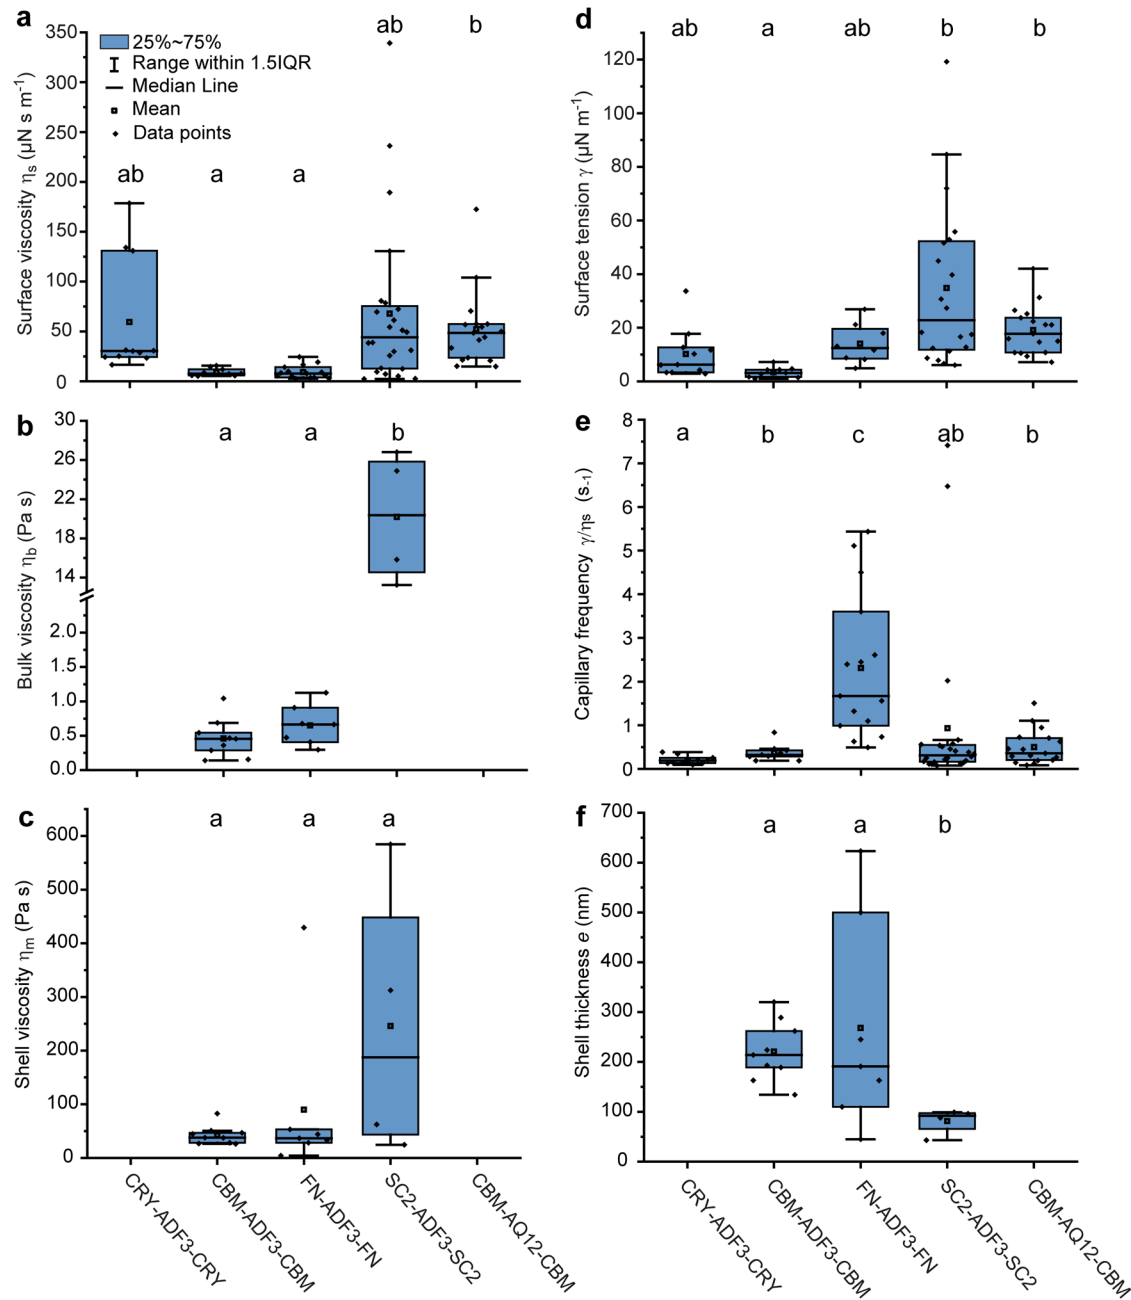 a
ab
b
350
300
250
200
150
100
50
0
Surface viscosity ηs (µN s m-1)
25%~75%
Range within 1.5IQR
Median Line
Mean
Data points
ab
a
a
d
ab
a
ab
b
b
120
100
80
60
40
20
0
Surface tension γ (µN m-1)
b
a
a
b
30
26
22
18
14
2.0
1.5
1.0
0.5
0.0
Bulk viscosity ηb (Pa s)
e
a
b
c
ab
b
8
7
6
5
4
3
2
1
0
Capillary frequency γ/ηs (s-1)
c
a
a
a
600
500
400
300
200
100
0
Shell viscosity ηm (Pa s)
CRY-ADF3-CRY
CBM-ADF3-CBM
FN-ADF3-FN
SC2-ADF3-SC2
CBM-AQ12-CBM
f
a
a
b
700
600
500
400
300
200
100
0
Shell thickness e (nm)
CRY-ADF3-CRY
CBM-ADF3-CBM
FN-ADF3-FN
SC2-ADF3-SC2
CBM-AQ12-CBM